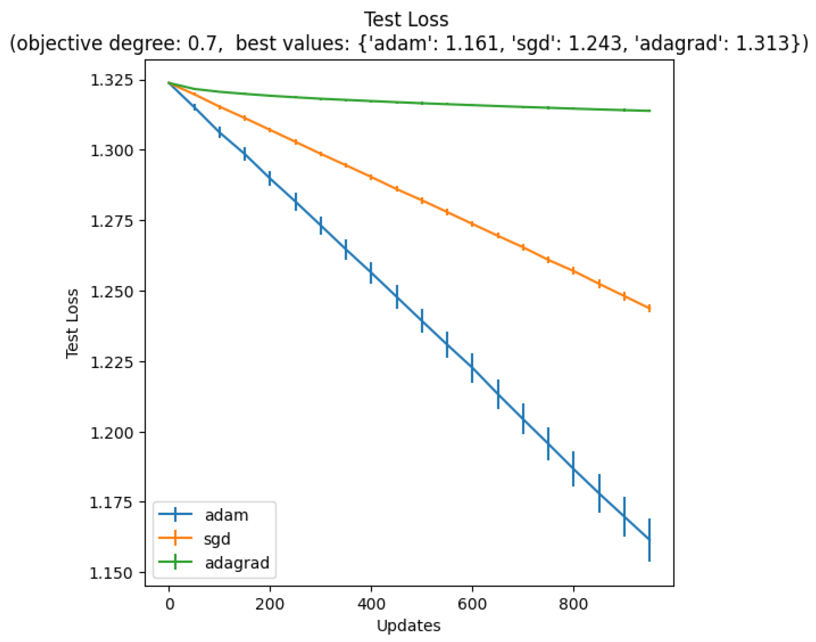 Test Loss
(objective degree: 0.7,  best values: {'adam': 1.161, 'sgd': 1.243, 'adagrad': 1.313})
1.325
1.300
1.275
1.250
1.225
1.200
1.175
1.150
Test Loss
adam
sgd
adagrad
0 200 400 600 800
Updates